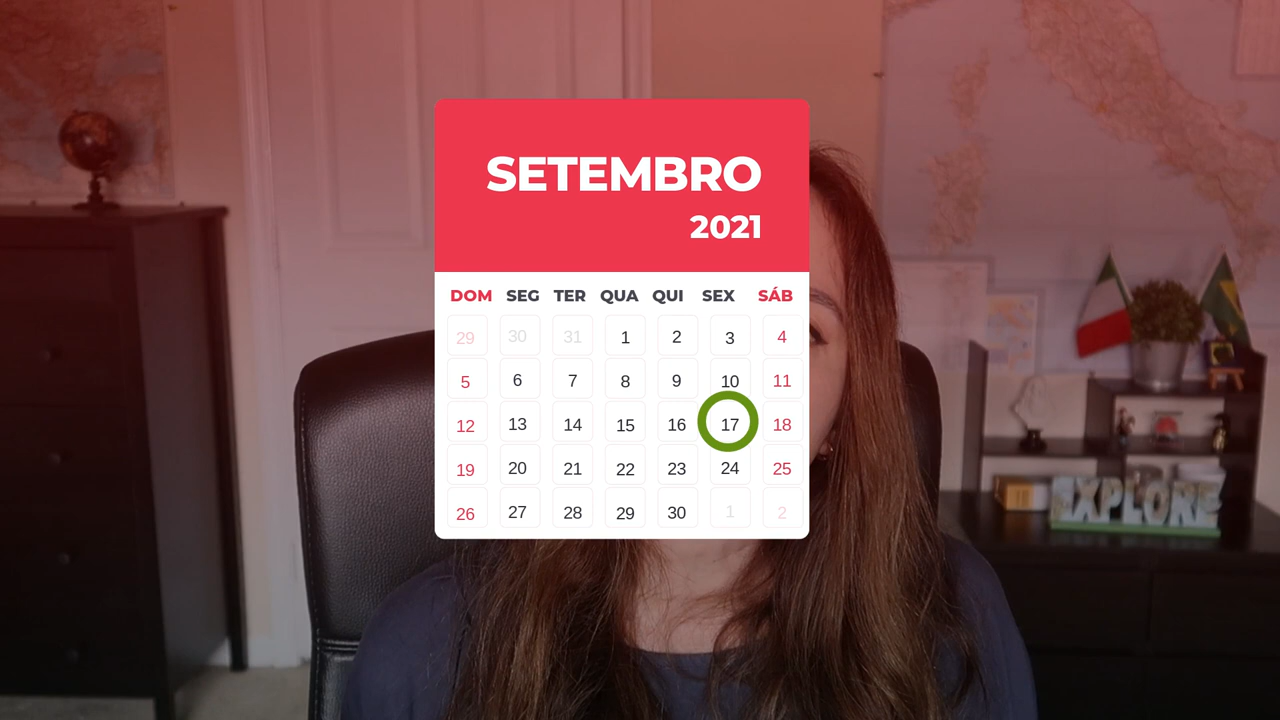 SETEMBRO
2021
DOM SEG TER QUA QUI SEX SÁB
29 30 31 1 2 3 4
5 6 7 8 9 10 11
12 13 14 15 16 17 18
19 20 21 22 23 24 25
26 27 28 29 30 1 2
EXPLORE